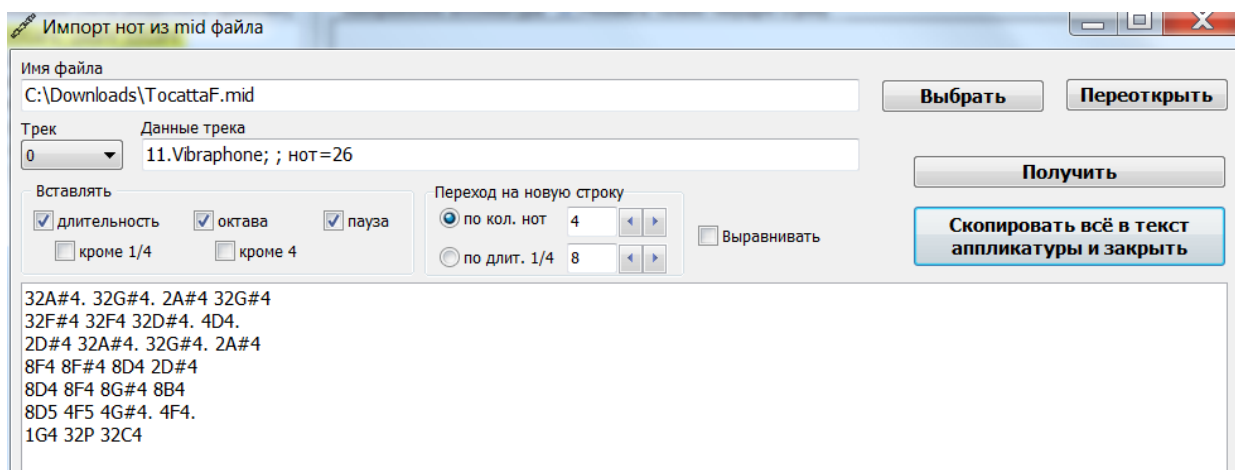 Импорт нот из mid файла
Имя файла
C:\Downloads\TocattaF.mid
Выбрать
Переоткрыть
Трек
Данные трека
0
11.Vibraphone; ; нот=26
Получить
Вставлять
длительность
октава
пауза
кроме 1/4
кроме 4
Переход на новую строку
по кол. нот
4
по длит. 1/4
8
Выравнивать
Скопировать всё в текст
аппликатуры и закрыть
32A#4. 32G#4. 2A#4 32G#4
32F#4 32F4 32D#4. 4D4.
2D#4 32A#4. 32G#4. 2A#4
8F4 8F#4 8D4 2D#4
8D4 8F4 8G#4 8B4
8D5 4F5 4G#4. 4F4.
1G4 32P 32C4